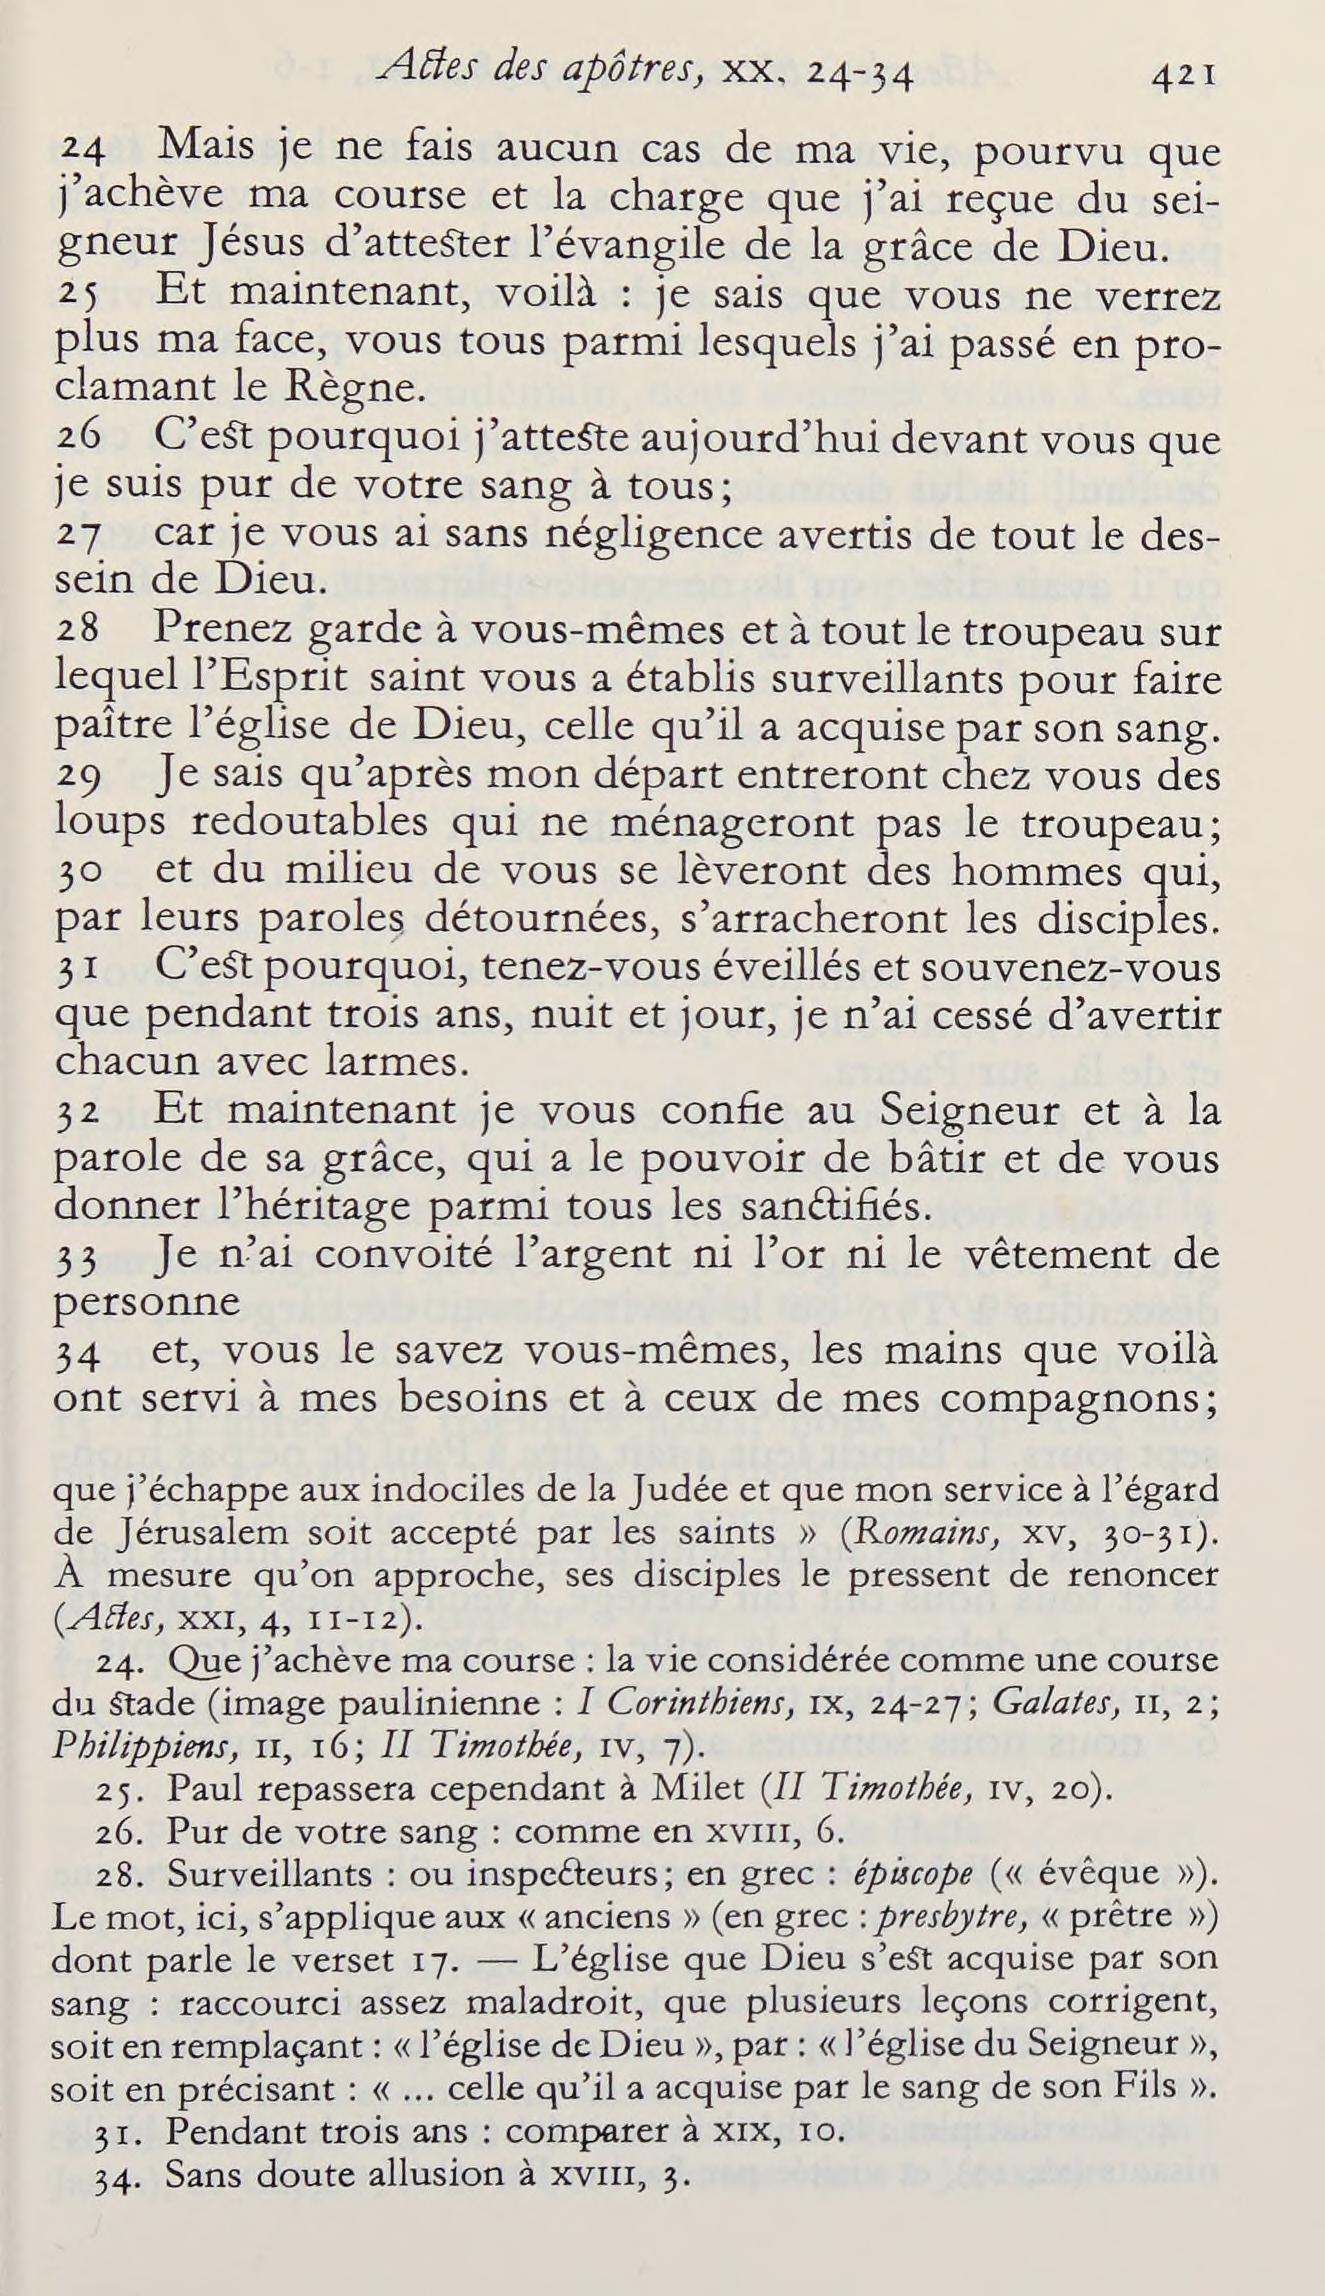 Actes des apôtres, XX, 24-34 421
24 Mais je ne fais aucun cas de ma vie, pourvu que
j’achève ma course et la charge que j’ai reçue du sei-
gneur Jésus d’attester l’évangile de la grâce de Dieu.
25 Et maintenant, voilà : je sais que vous ne verrez
plus ma face, vous tous parmi lesquels j’ai passé en pro-
clamant le Règne.
26 C’est pourquoi j’atteste aujourd’hui devant vous que
je suis pur de votre sang à tous;
27 car je vous ai sans négligence avertis de tout le des-
sein de Dieu.
28 Prenez garde à vous-mêmes et à tout le troupeau sur
lequel l’Esprit saint vous a établis surveillants pour faire
paître l’église de Dieu, celle qu’il a acquise par son sang.
29 Je sais qu’après mon départ entreront chez vous des
loups redoutables qui ne ménageront pas le troupeau;
30 et du milieu de vous se lèveront des hommes qui,
par leurs paroles détournées, s’arracheront les disciples.
31 C’est pourquoi, tenez-vous éveillés et souvenez-vous
que pendant trois ans, nuit et jour, je n’ai cessé d’avertir
chacun avec larmes.
32 Et maintenant je vous confie au Seigneur et à la
parole de sa grâce, qui a le pouvoir de bâtir et de vous
donner l’héritage parmi tous les sanctifiés.
33 Je n’ai convoité l’argent ni l’or ni le vêtement de
personne
34 et, vous le savez vous-mêmes, les mains que voilà
ont servi à mes besoins et à ceux de mes compagnons;
que j’échappe aux indociles de la Judée et que mon service à l’égard
de Jérusalem soit accepté par les saints » (Romains, XV, 30-31).
À mesure qu’on approche, ses disciples le pressent de renoncer
(Actes, XXI, 4, 11-12).
24. Que j’achève ma course : la vie considérée comme une course
du stade (image paulinienne : I Corinthiens, IX, 24-27; Galates, II, 2;
Philippiens, II, 16; II Timothée, IV, 7).
25. Paul repassera cependant à Milet (II Timothée, IV, 20).
26. Pur de votre sang : comme en XVIII, 6.
28. Surveillants : ou inspecteurs; en grec : épiscope (« évêque »).
Le mot, ici, s’applique aux « anciens » (en grec : presbytre, « prêtre »)
dont parle le verset 17. — L’église que Dieu s’est acquise par son
sang : raccourci assez maladroit, que plusieurs leçons corrigent,
soit en remplaçant : « l’église de Dieu », par : « l’église du Seigneur »,
soit en précisant : « ... celle qu’il a acquise par le sang de son Fils ».
31. Pendant trois ans : comparer à XIX, 10.
34. Sans doute allusion à XVIII, 3.